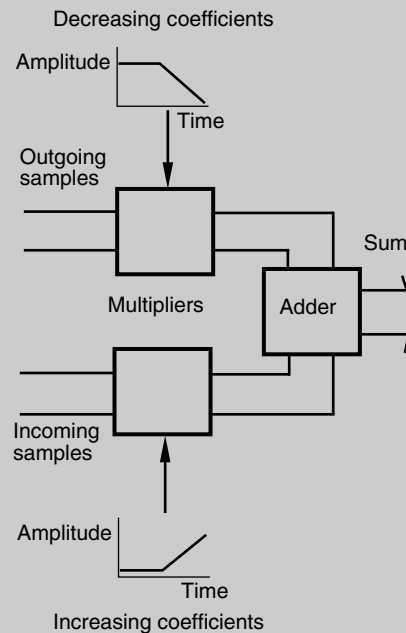 Decreasing coefficients
Amplitude
Time
Outgoing
samples
Sum
Multipliers
Adder
Incoming
samples
Amplitude
Time
Increasing coefficients